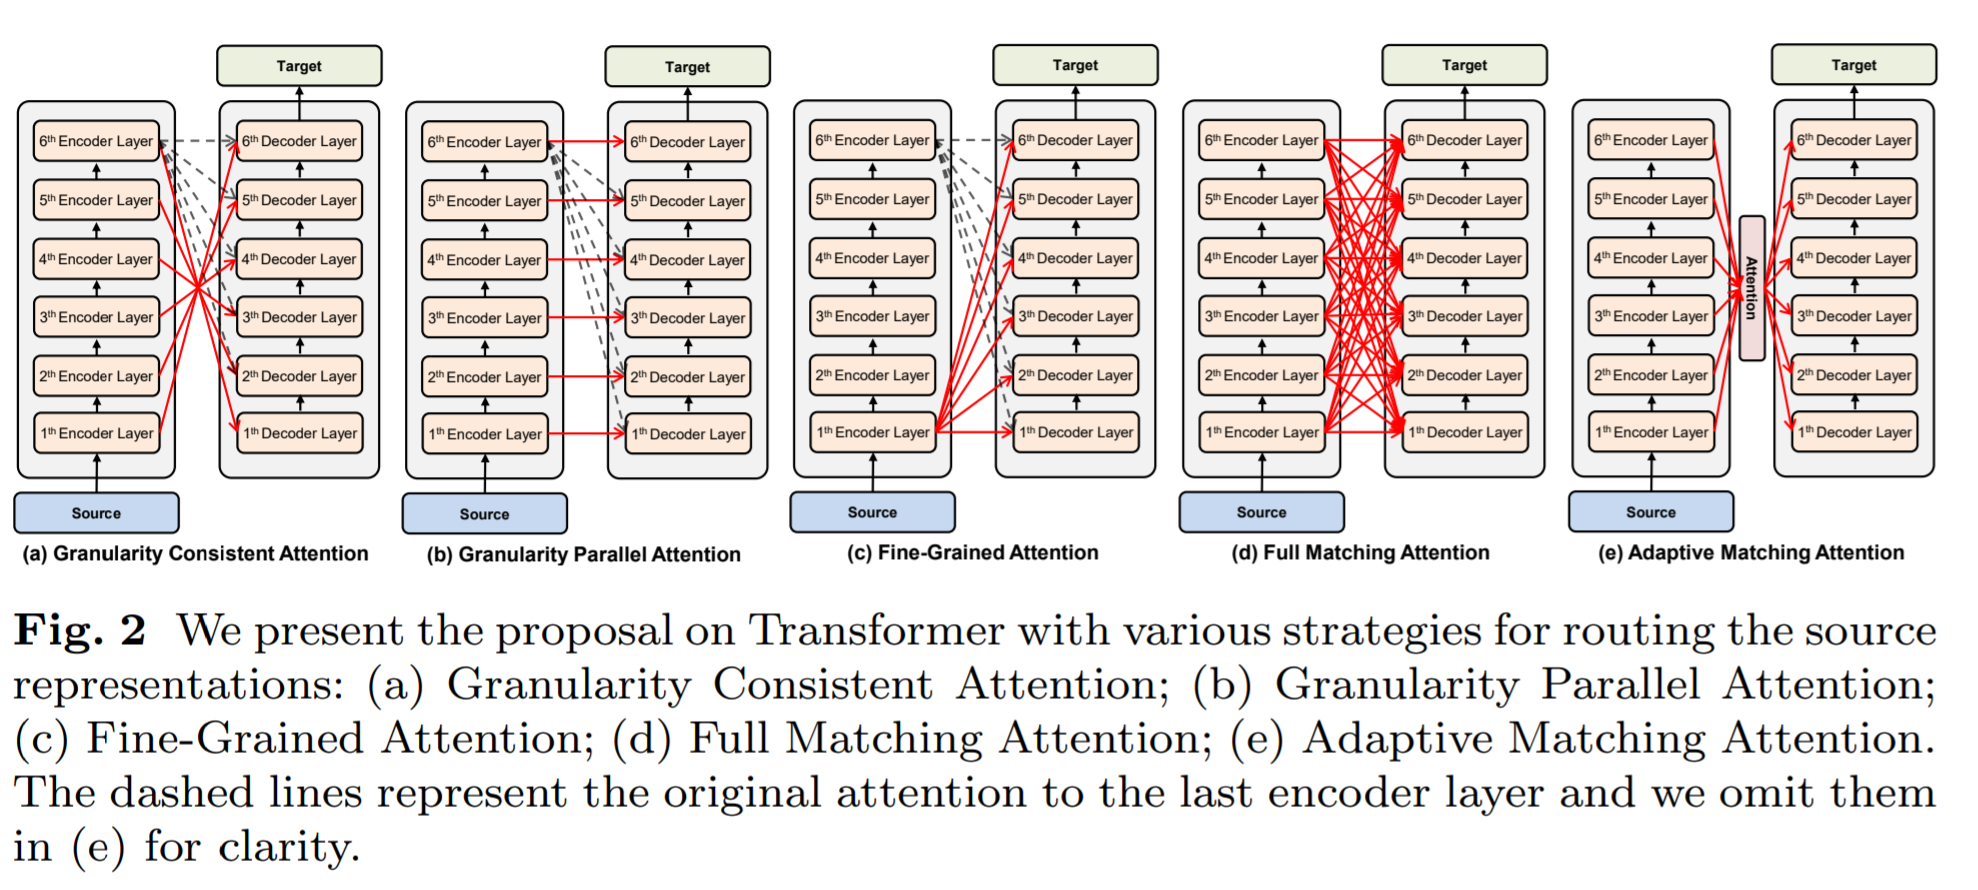 Target
6th Encoder Layer
5th Encoder Layer
4th Encoder Layer
3th Encoder Layer
2th Encoder Layer
1th Encoder Layer
6th Decoder Layer
5th Decoder Layer
4th Decoder Layer
3th Decoder Layer
2th Decoder Layer
1th Decoder Layer
Source
(a) Granularity Consistent Attention
Target
6th Encoder Layer
5th Encoder Layer
4th Encoder Layer
3th Encoder Layer
2th Encoder Layer
1th Encoder Layer
6th Decoder Layer
5th Decoder Layer
4th Decoder Layer
3th Decoder Layer
2th Decoder Layer
1th Decoder Layer
Source
(b) Granularity Parallel Attention
Target
6th Encoder Layer
5th Encoder Layer
4th Encoder Layer
3th Encoder Layer
2th Encoder Layer
1th Encoder Layer
6th Decoder Layer
5th Decoder Layer
4th Decoder Layer
3th Decoder Layer
2th Decoder Layer
1th Decoder Layer
Source
(c) Fine-Grained Attention
Target
6th Encoder Layer
5th Encoder Layer
4th Encoder Layer
3th Encoder Layer
2th Encoder Layer
1th Encoder Layer
6th Decoder Layer
5th Decoder Layer
4th Decoder Layer
3th Decoder Layer
2th Decoder Layer
1th Decoder Layer
Source
(d) Full Matching Attention
Target
6th Encoder Layer
5th Encoder Layer
4th Encoder Layer
3th Encoder Layer
2th Encoder Layer
1th Encoder Layer
Attention
6th Decoder Layer
5th Decoder Layer
4th Decoder Layer
3th Decoder Layer
2th Decoder Layer
1th Decoder Layer
Source
(e) Adaptive Matching Attention
Fig. 2 We present the proposal on Transformer with various strategies for routing the source
representations: (a) Granularity Consistent Attention; (b) Granularity Parallel Attention;
(c) Fine-Grained Attention; (d) Full Matching Attention; (e) Adaptive Matching Attention.
The dashed lines represent the original attention to the last encoder layer and we omit them
in (e) for clarity.